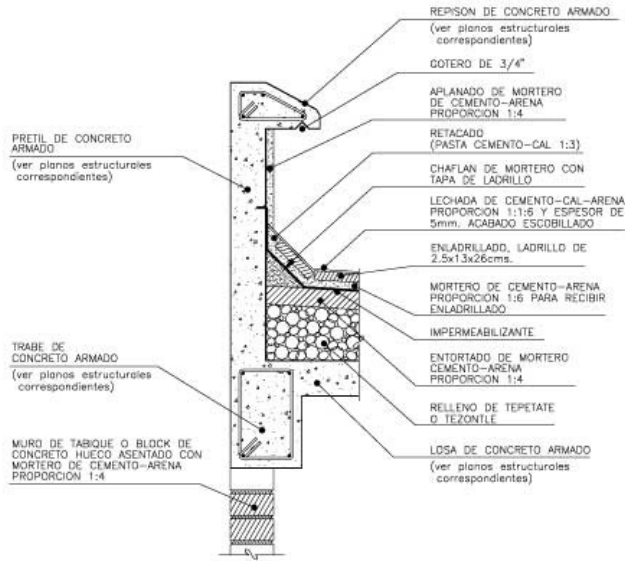 REPISON DE CONCRETO ARMADO
(ver planos estructurales
correspondientes)
GOTERO DE 3/4"
APLANADO DE MORTERO
DE CEMENTO-ARENA
PROPORCION 1:4
RETACADO
(PASTA CEMENTO-CAL 1:3)
CHAFLAN DE MORTERO CON
TAPA DE LADRILLO
LECHADA DE CEMENTO-CAL-ARENA
PROPORCION 1:1:6 Y ESPESOR DE
5mm. ACABADO ESCOBILLADO
ENLADRILLADO, LADRILLO DE
2.5x13x26cms.
MORTERO DE CEMENTO-ARENA
PROPORCION 1:6 PARA RECIBIR
ENLADRILLADO
IMPERMEABILIZANTE
ENTORTADO DE MORTERO
CEMENTO-ARENA
PROPORCION 1:4
RELLENO DE TEPETATE
O TEZONTLE
LOSA DE CONCRETO ARMADO
(ver planos estructurales
correspondientes)
PRETIL DE CONCRETO
ARMADO
(ver planos estructurales
correspondientes)
TRABE DE
CONCRETO ARMADO
(ver planos estructurales
correspondientes)
MURO DE TABIQUE O BLOCK DE
CONCRETO HUECO ASENTADO CON
MORTERO DE CEMENTO-ARENA
PROPORCION 1:4